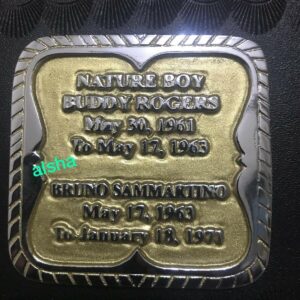 NATURE BOY
BUDDY ROGERS
May 30, 1961
To May 17, 1963
alsha
BRUNO SAMMARTINO
May 17, 1963
To January 18, 1971